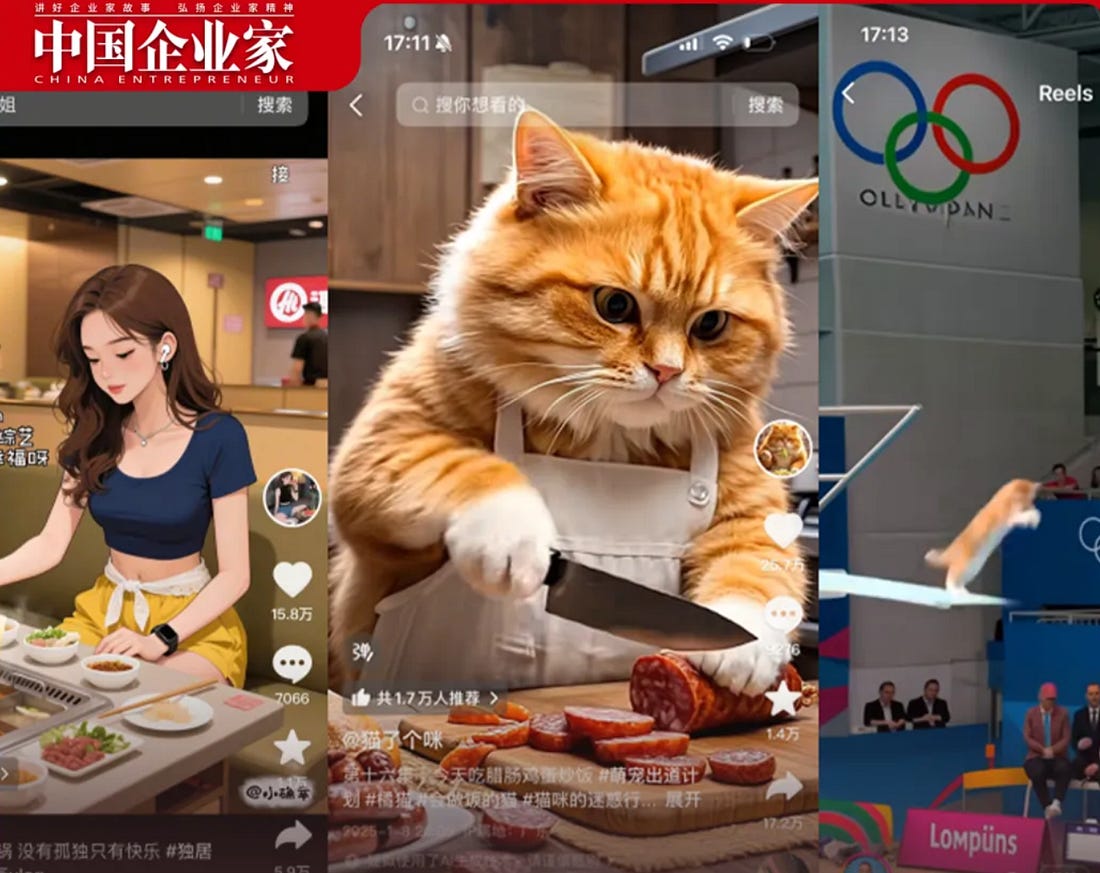 讲好企业家故事 弘扬企业家精神
中国企业家
CHINA ENTREPRENEUR
姐
搜索
接
综艺
福呀
15.8万
7066
1.1万
@小确幸
锅 没有孤独只有快乐 #独居
5.9万
17:11
搜你想看的
搜索
25.7万
9276
弹
共1.7万人推荐
1.4万
@猫了个咪
第十六集｜今天吃腊肠鸡蛋炒饭 #萌宠出道计
划 #橘猫 #会做饭的猫 #猫咪的迷惑行... 展开
17.2万
17:13
Reels
Lompüns